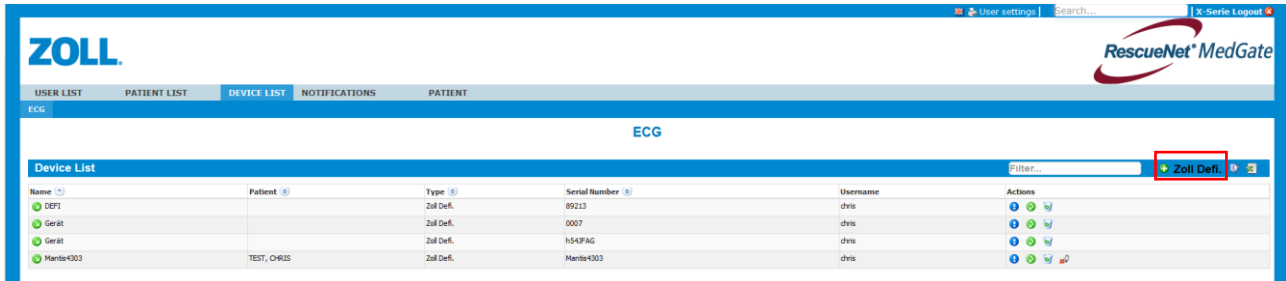 User settings | Search... | X-Serie Logout
ZOLL.
RescueNet® MedGate
USER LIST PATIENT LIST DEVICE LIST NOTIFICATIONS PATIENT
ECG
ECG
Device List Filter... Zoll Defi.
Name Patient Type Serial Number Username Actions
DEFI Zoll Defi. 89213 chris
Gerät Zoll Defi. 0007 chris
Gerät Zoll Defi. h54JFAG chris
Mantis4303 TEST, CHRIS Zoll Defi. Mantis4303 chris